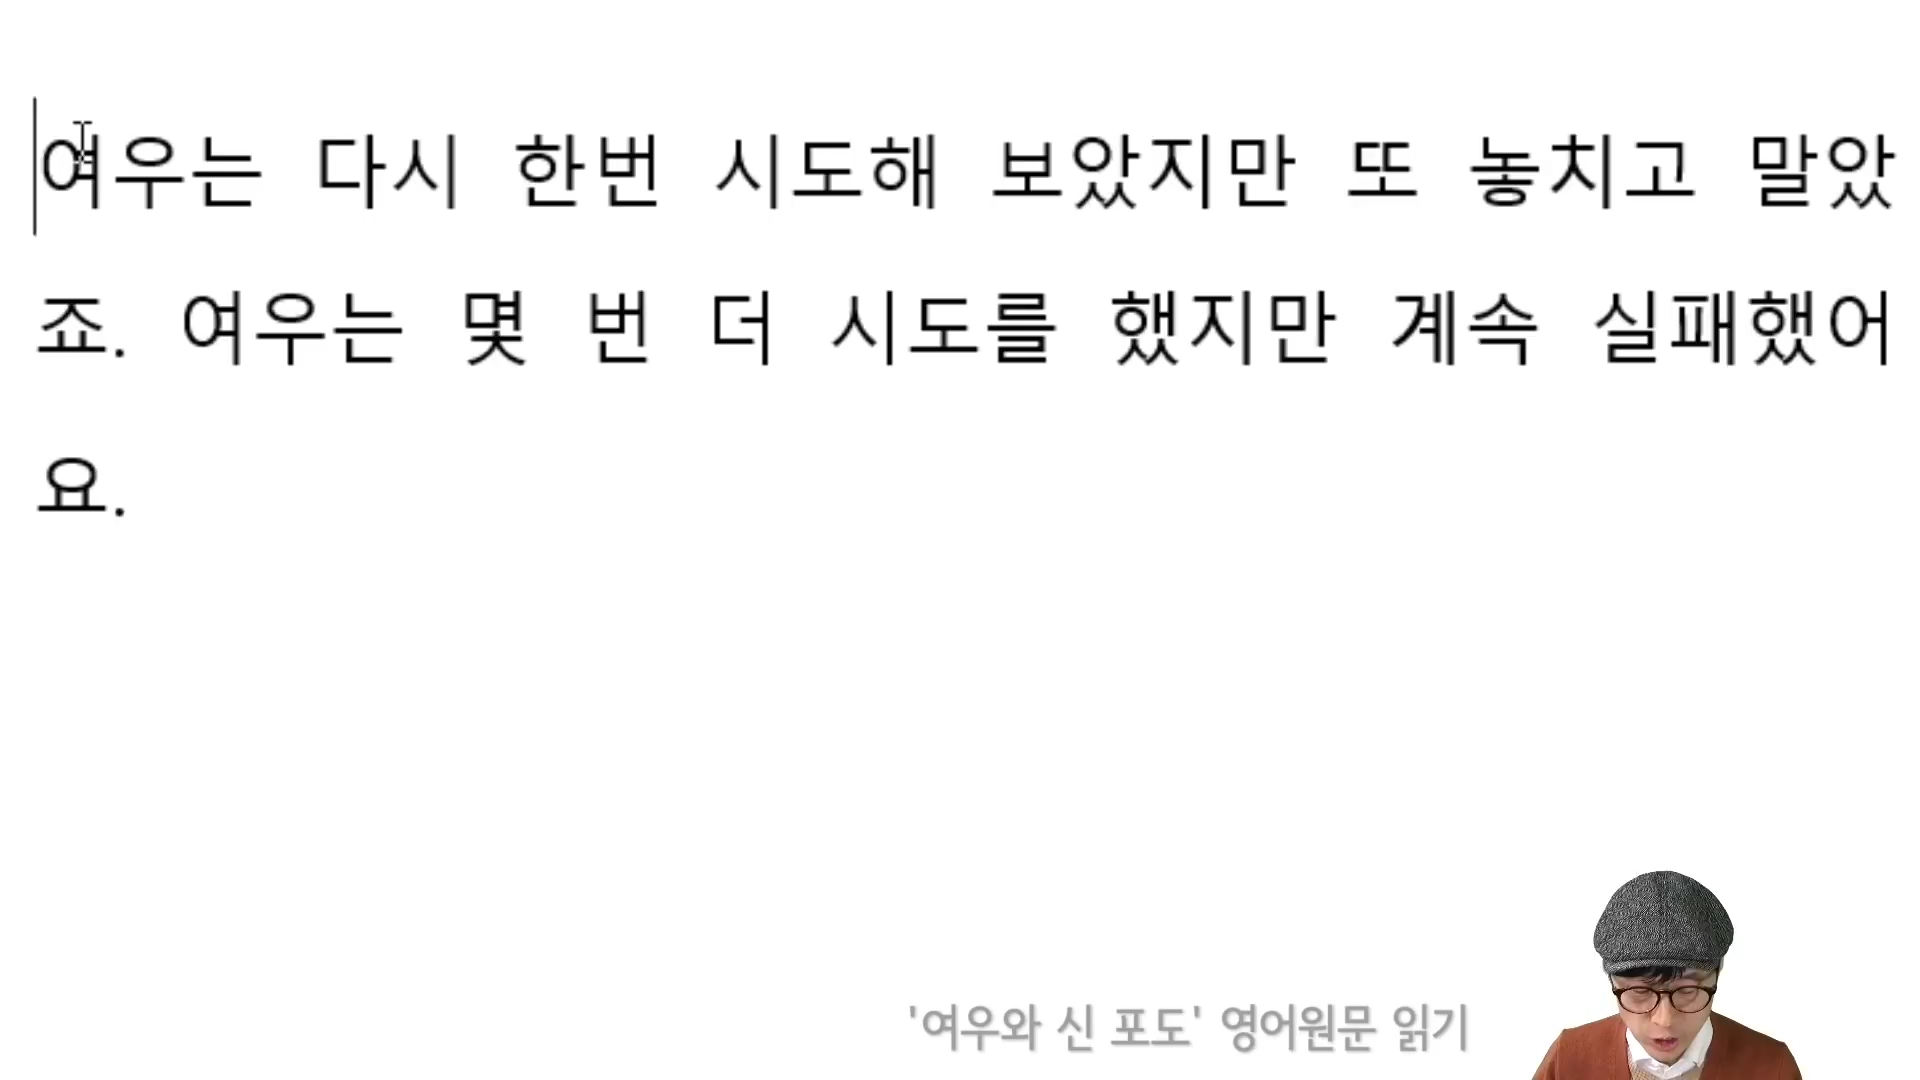 여우는 다시 한번 시도해 보았지만 또 놓치고 말았
죠. 여우는 몇 번 더 시도를 했지만 계속 실패했어
요.
'여우와 신 포도' 영어원문 읽기